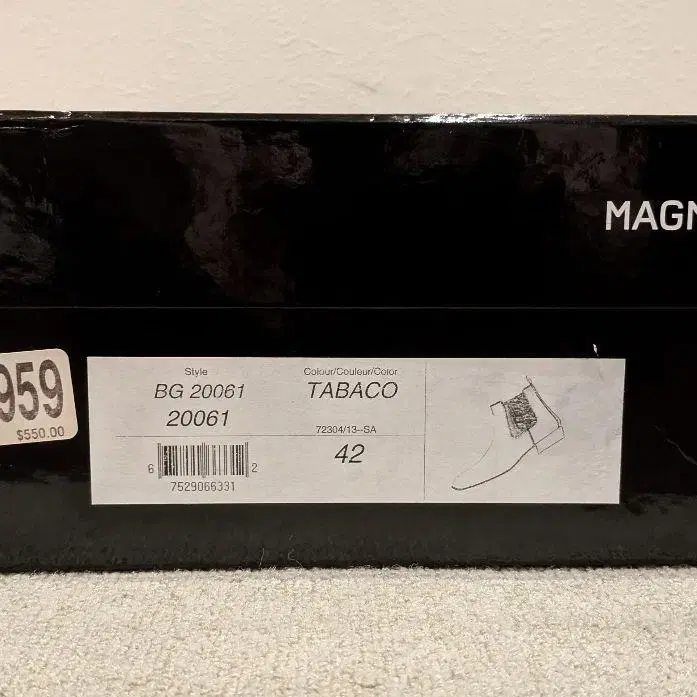 MAGN
959
$550.00
Style
BG 20061
20061
Colour/Couleur/Color
TABACO
72304/13-SA
42
6 2
7529066331